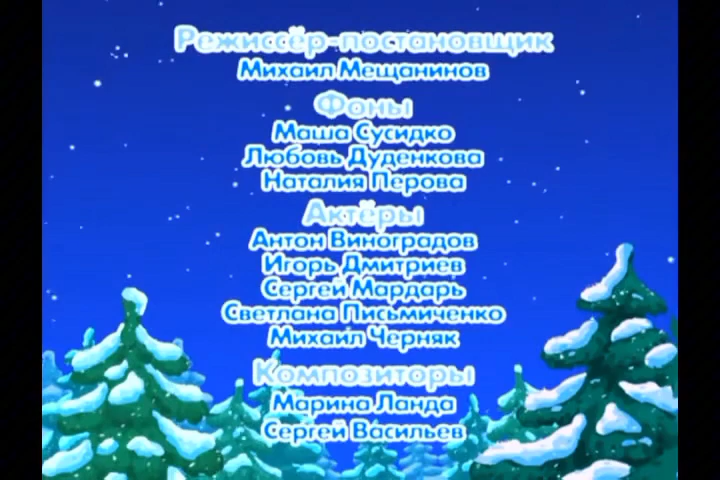 Режиссёр-постановщик
Михаил Мещанинов
Фоны
Маша Сусидко
Любовь Дуденкова
Наталия Перова
Актёры
Антон Виноградов
Игорь Дмитриев
Сергей Мардарь
Светлана Письмиченко
Михаил Черняк
Композиторы
Марина Ланда
Сергей Васильев